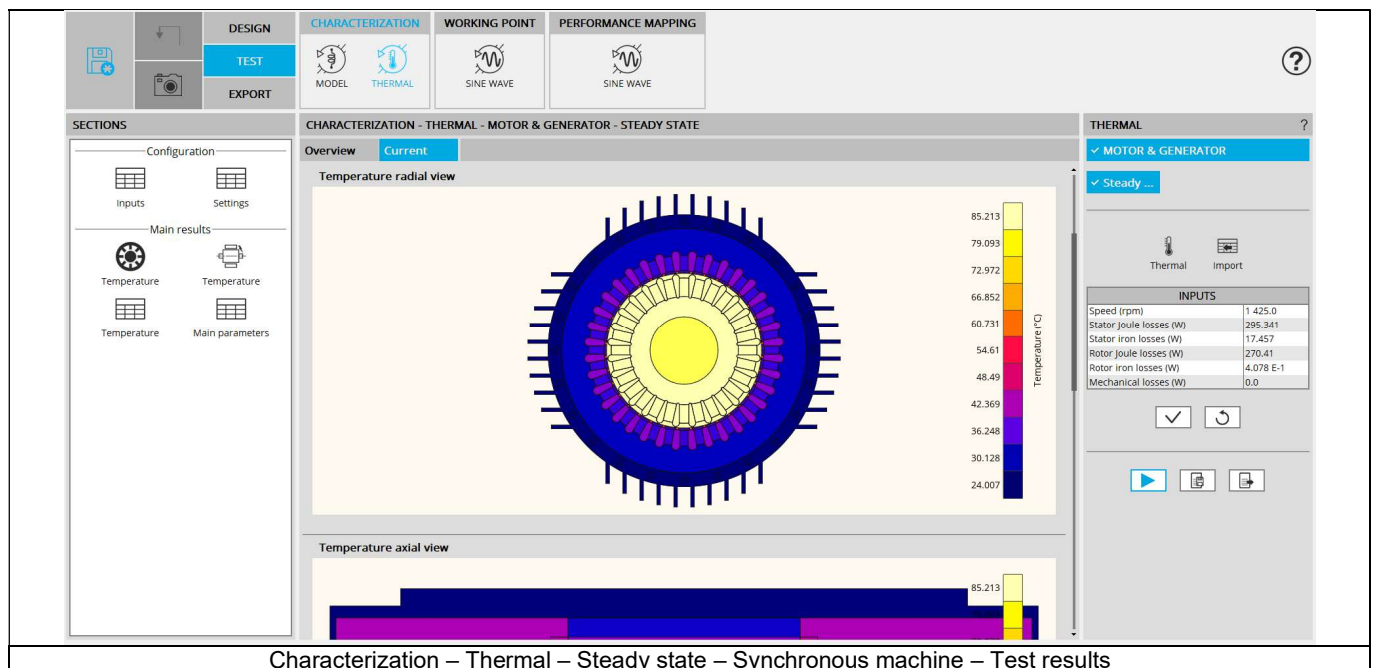 DESIGN
TEST
EXPORT
CHARACTERIZATION
MODEL
THERMAL
WORKING POINT
SINE WAVE
PERFORMANCE MAPPING
SINE WAVE
?
SECTIONS
Configuration
Inputs
Settings
Main results
Temperature
Temperature
Temperature
Main parameters
CHARACTERIZATION - THERMAL - MOTOR & GENERATOR - STEADY STATE
Overview
Current
Temperature radial view
85.213
79.093
72.972
66.852
60.731
54.61
48.49
42.369
36.248
30.128
24.007
Temperature (°C)
Temperature axial view
85.213
THERMAL ?
✓ MOTOR & GENERATOR
✓ Steady ...
Thermal
Import
INPUTS
Speed (rpm) 1 425.0
Stator Joule losses (W) 295.341
Stator iron losses (W) 17.457
Rotor Joule losses (W) 270.41
Rotor iron losses (W) 4.078 E-1
Mechanical losses (W) 0.0
Characterization – Thermal – Steady state – Synchronous machine – Test results